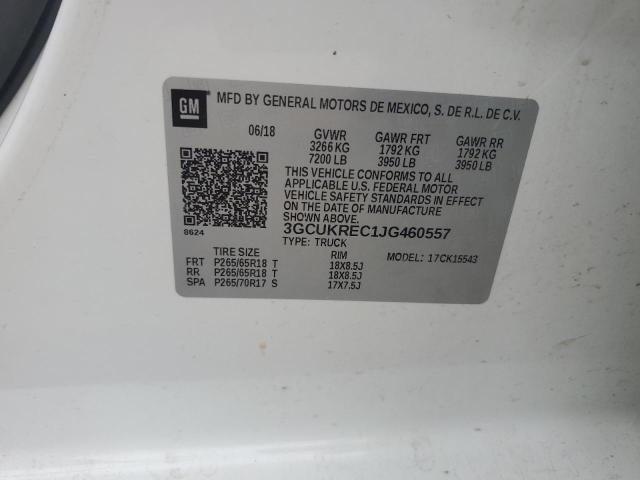 GM
MFD BY GENERAL MOTORS DE MEXICO, S. DE R.L. DE C.V.
06/18 GVWR GAWR FRT GAWR RR
3266 KG 1792 KG 1792 KG
7200 LB 3950 LB 3950 LB
THIS VEHICLE CONFORMS TO ALL
APPLICABLE U.S. FEDERAL MOTOR
VEHICLE SAFETY STANDARDS IN EFFECT ON
THE DATE OF MANUFACTURE
SHOWN ABOVE.
8624
3GCUKREC1JG460557
TYPE: TRUCK
TIRE SIZE RIM MODEL: 17CK15543
FRT P265/65R18 T 18X8.5J
RR P265/65R18 T 18X8.5J
SPA P265/70R17 S 17X7.5J